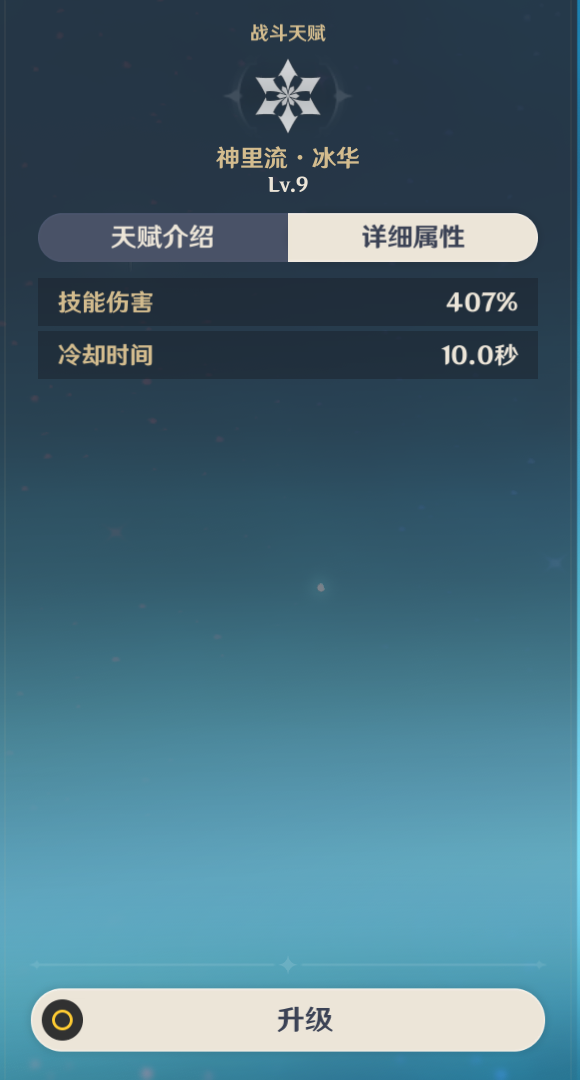 战斗天赋
神里流·冰华
Lv.9
天赋介绍 详细属性
技能伤害 407%
冷却时间 10.0秒
升级